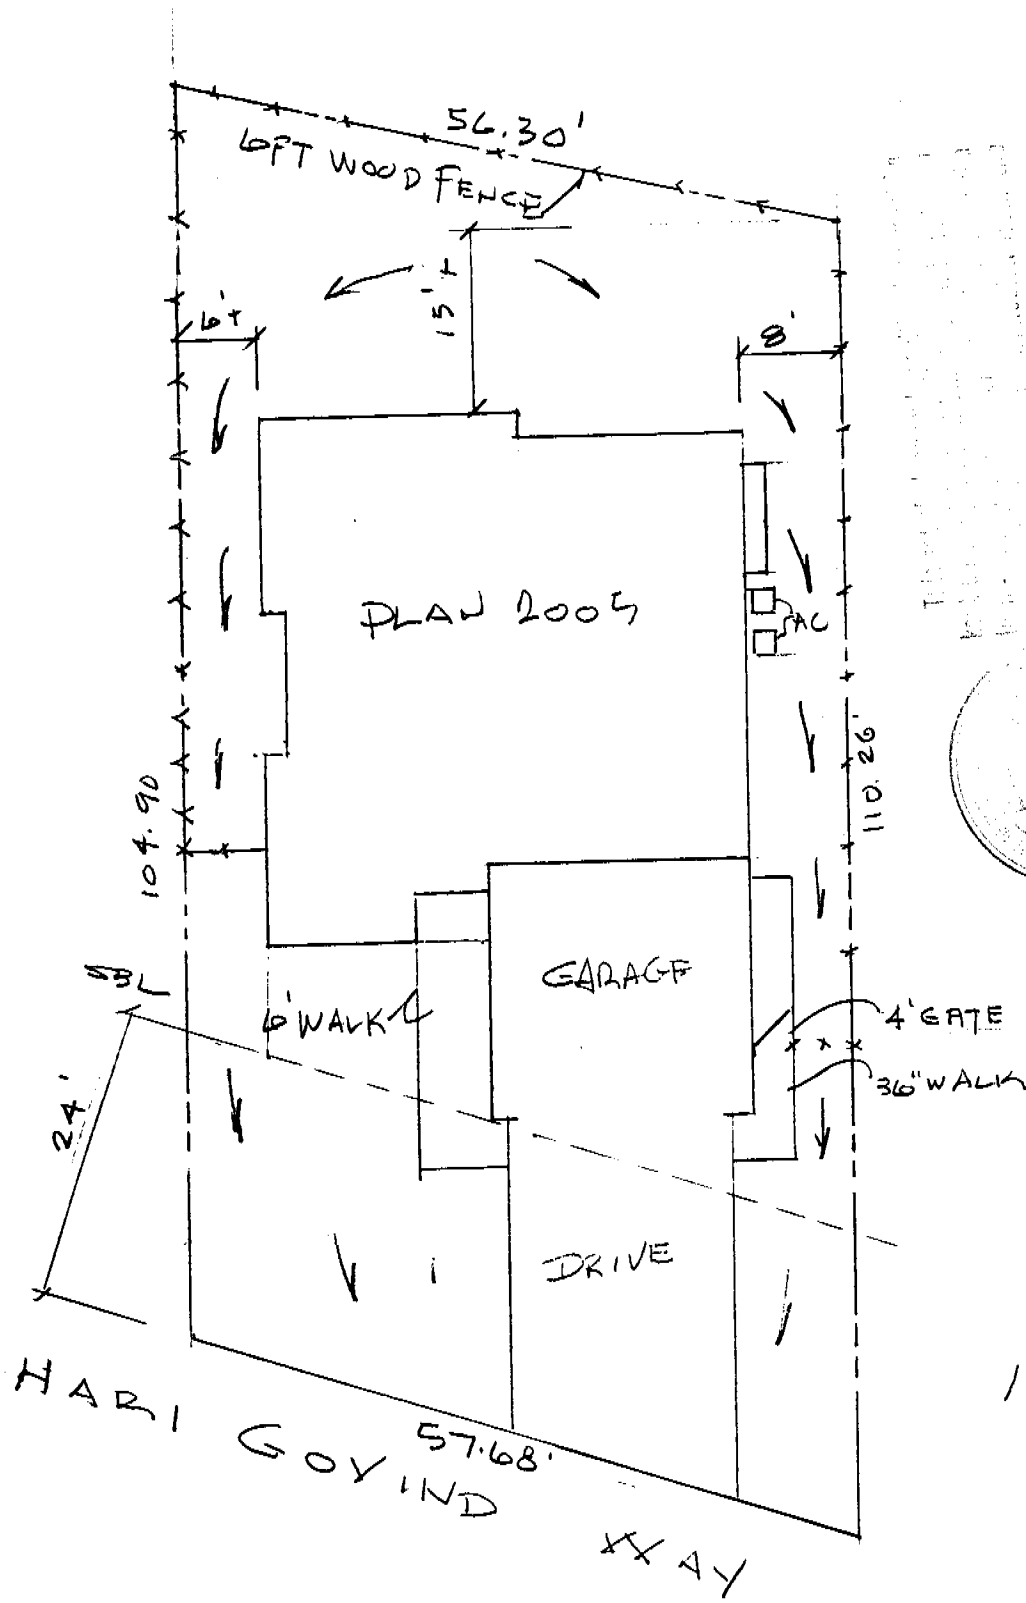 56.30'
6FT WOOD FENCE
15'+
6'+
8'
PLAN 2005
AC
104.90
110.26'
SBL
GARAGE
6' WALK
4' GATE
36" WALK
24'
DRIVE
57.68'
HARI GOVIND WAY